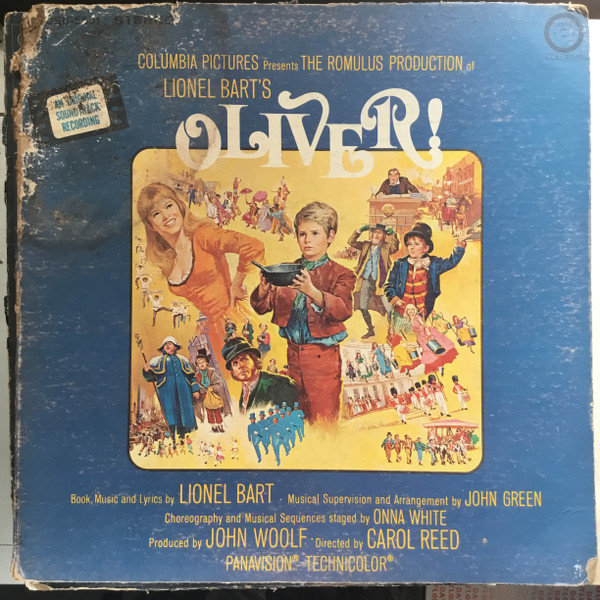 STEREO
COLUMBIA PICTURES Presents THE ROMULUS PRODUCTION of
LIONEL BART'S
OLIVER!
AN ORIGINAL
SOUNDTRACK
RECORDING
Book, Music and Lyrics by LIONEL BART · Musical Supervision and Arrangement by JOHN GREEN
Choreography and Musical Sequences staged by ONNA WHITE
Produced by JOHN WOOLF Directed by CAROL REED
PANAVISION® TECHNICOLOR®